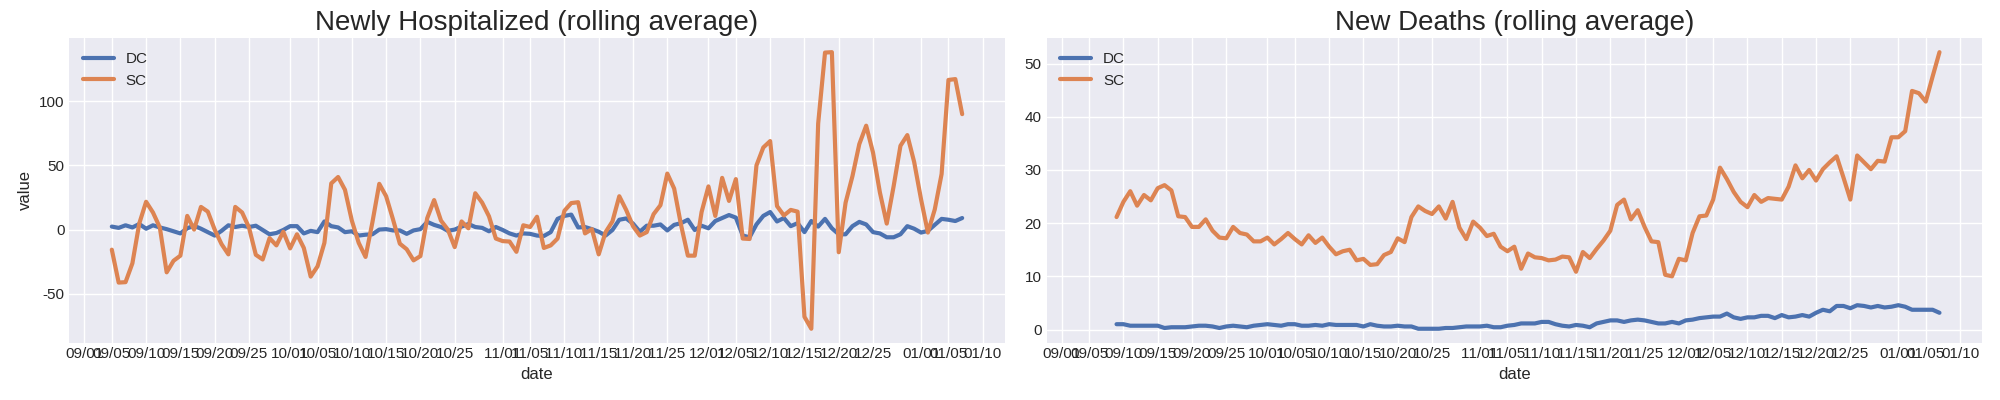 Newly Hospitalized (rolling average)
DC
SC
100
50
0
-50
value
09/01 09/05 09/10 09/15 09/20 09/25 10/01 10/05 10/10 10/15 10/20 10/25 11/01 11/05 11/10 11/15 11/20 11/25 12/01 12/05 12/10 12/15 12/20 12/25 01/01 01/05 01/10
date
New Deaths (rolling average)
DC
SC
50
40
30
20
10
0
09/01 09/05 09/10 09/15 09/20 09/25 10/01 10/05 10/10 10/15 10/20 10/25 11/01 11/05 11/10 11/15 11/20 11/25 12/01 12/05 12/10 12/15 12/20 12/25 01/01 01/05 01/10
date